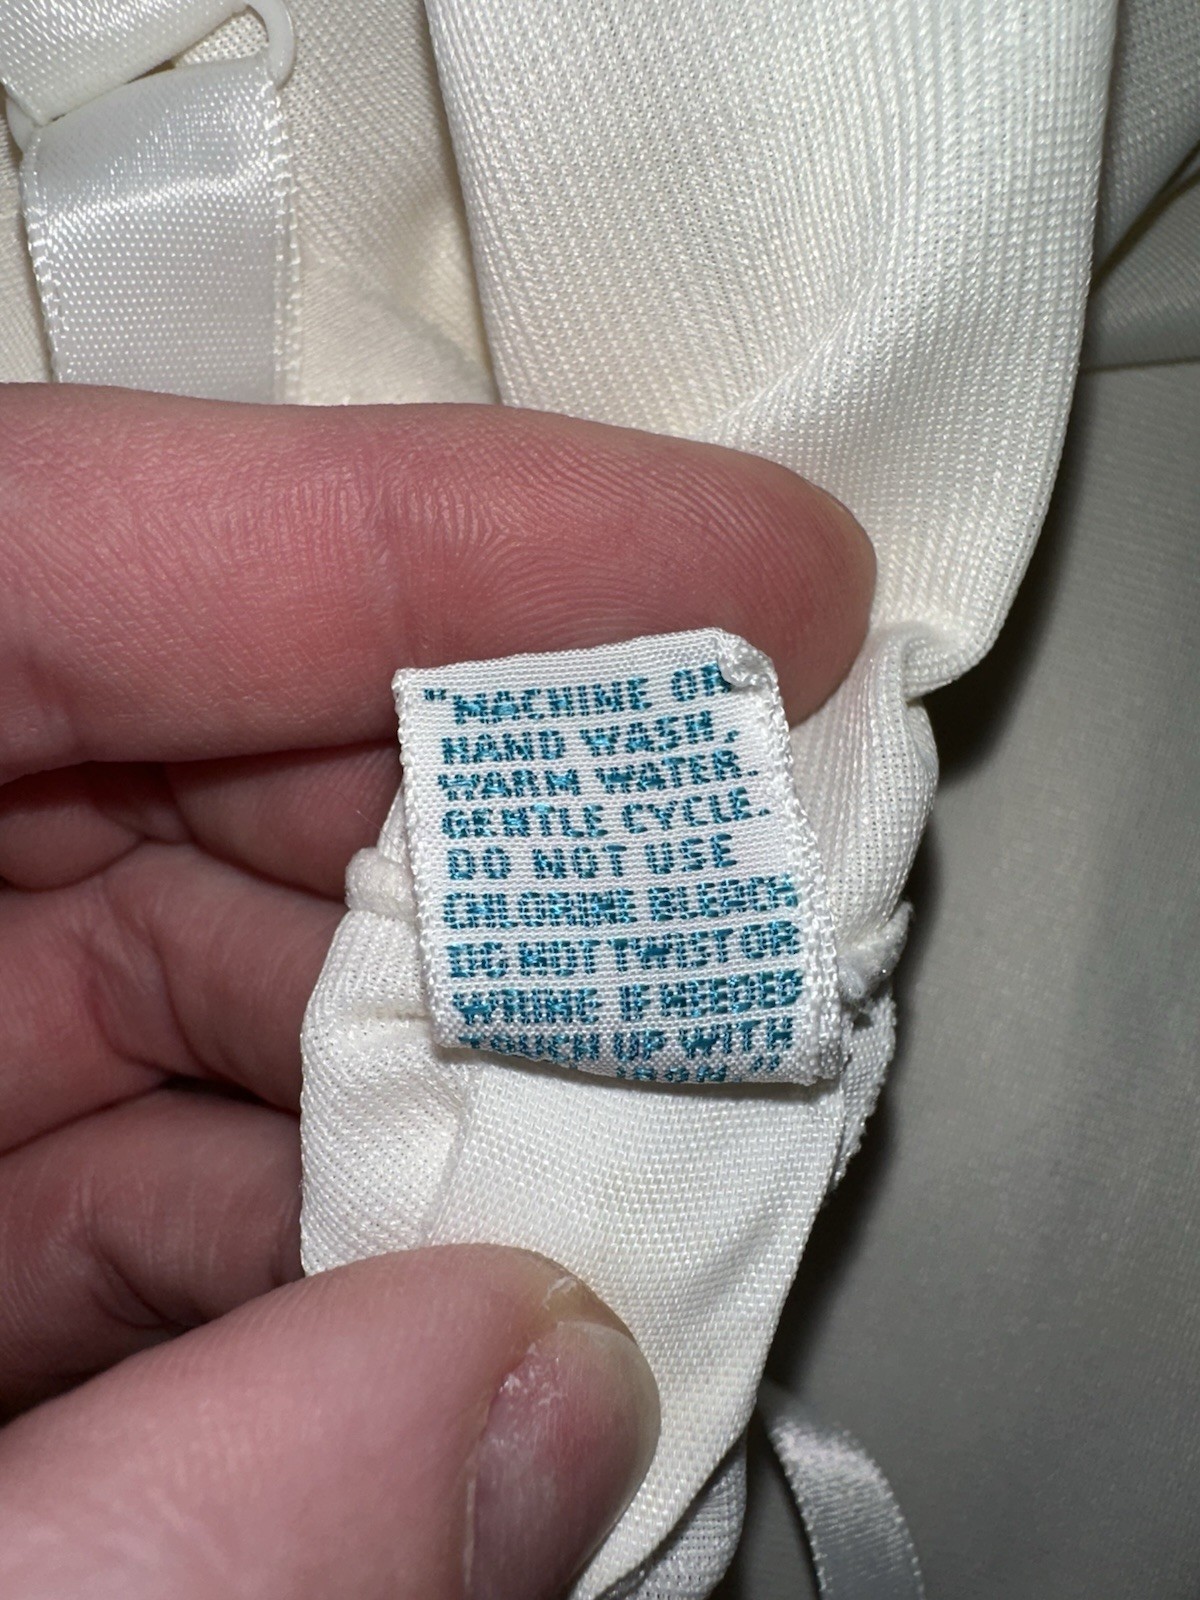 "MACHINE OR
HAND WASH,
WARM WATER.
GENTLE CYCLE.
DO NOT USE
CHLORINE BLEACH
DO NOT TWIST OR
WRING IF NEEDED
TOUCH UP WITH
IRON."